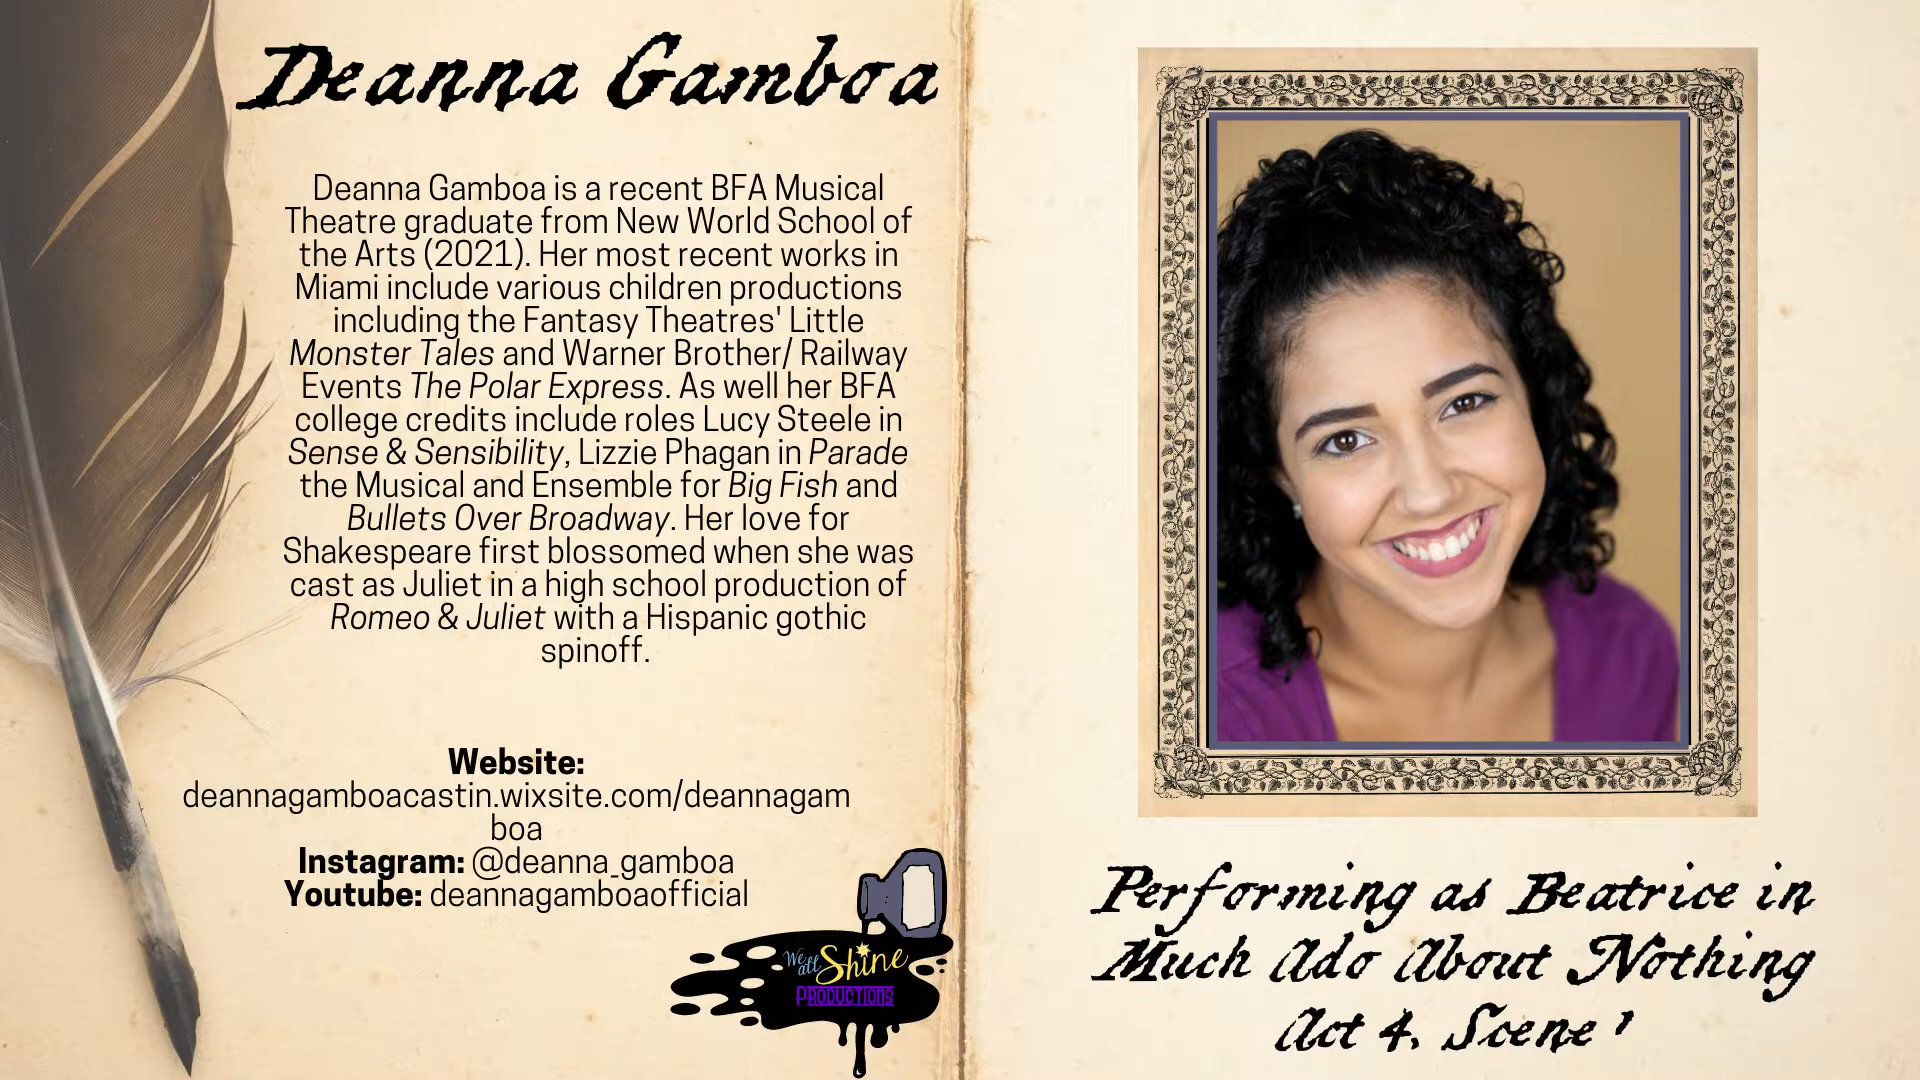 Deanna Gamboa
Deanna Gamboa is a recent BFA Musical
Theatre graduate from New World School of
the Arts (2021). Her most recent works in
Miami include various children productions
including the Fantasy Theatres' Little
Monster Tales and Warner Brother/ Railway
Events The Polar Express. As well her BFA
college credits include roles Lucy Steele in
Sense & Sensibility, Lizzie Phagan in Parade
the Musical and Ensemble for Big Fish and
Bullets Over Broadway. Her love for
Shakespeare first blossomed when she was
cast as Juliet in a high school production of
Romeo & Juliet with a Hispanic gothic
spinoff.
Website:
deannagamboacastin.wixsite.com/deannagam
boa
Instagram: @deanna_gamboa
Youtube: deannagamboaofficial
We all Shine
PRODUCTIONS
Performing as Beatrice in
Much Ado About Nothing
Act 4, Scene 1